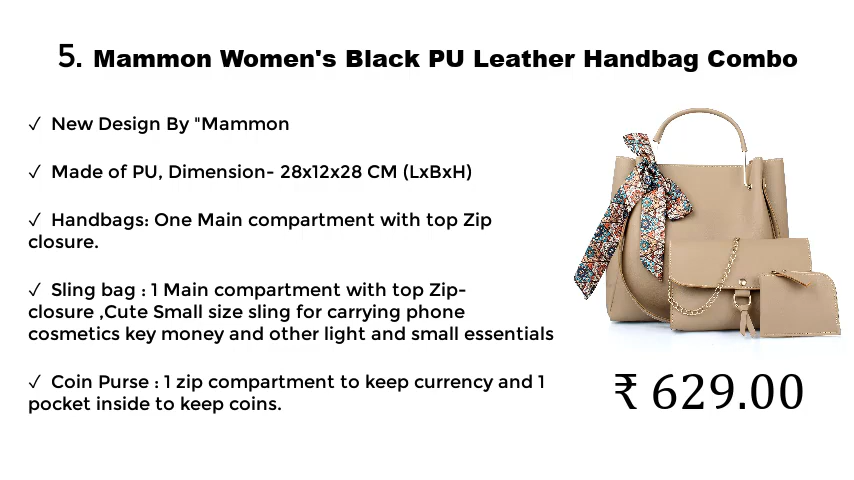 5. Mammon Women's Black PU Leather Handbag Combo
✓ New Design By "Mammon
✓ Made of PU, Dimension- 28x12x28 CM (LxBxH)
✓ Handbags: One Main compartment with top Zip
closure.
✓ Sling bag : 1 Main compartment with top Zip-
closure ,Cute Small size sling for carrying phone
cosmetics key money and other light and small essentials
✓ Coin Purse : 1 zip compartment to keep currency and 1
pocket inside to keep coins.
₹ 629.00